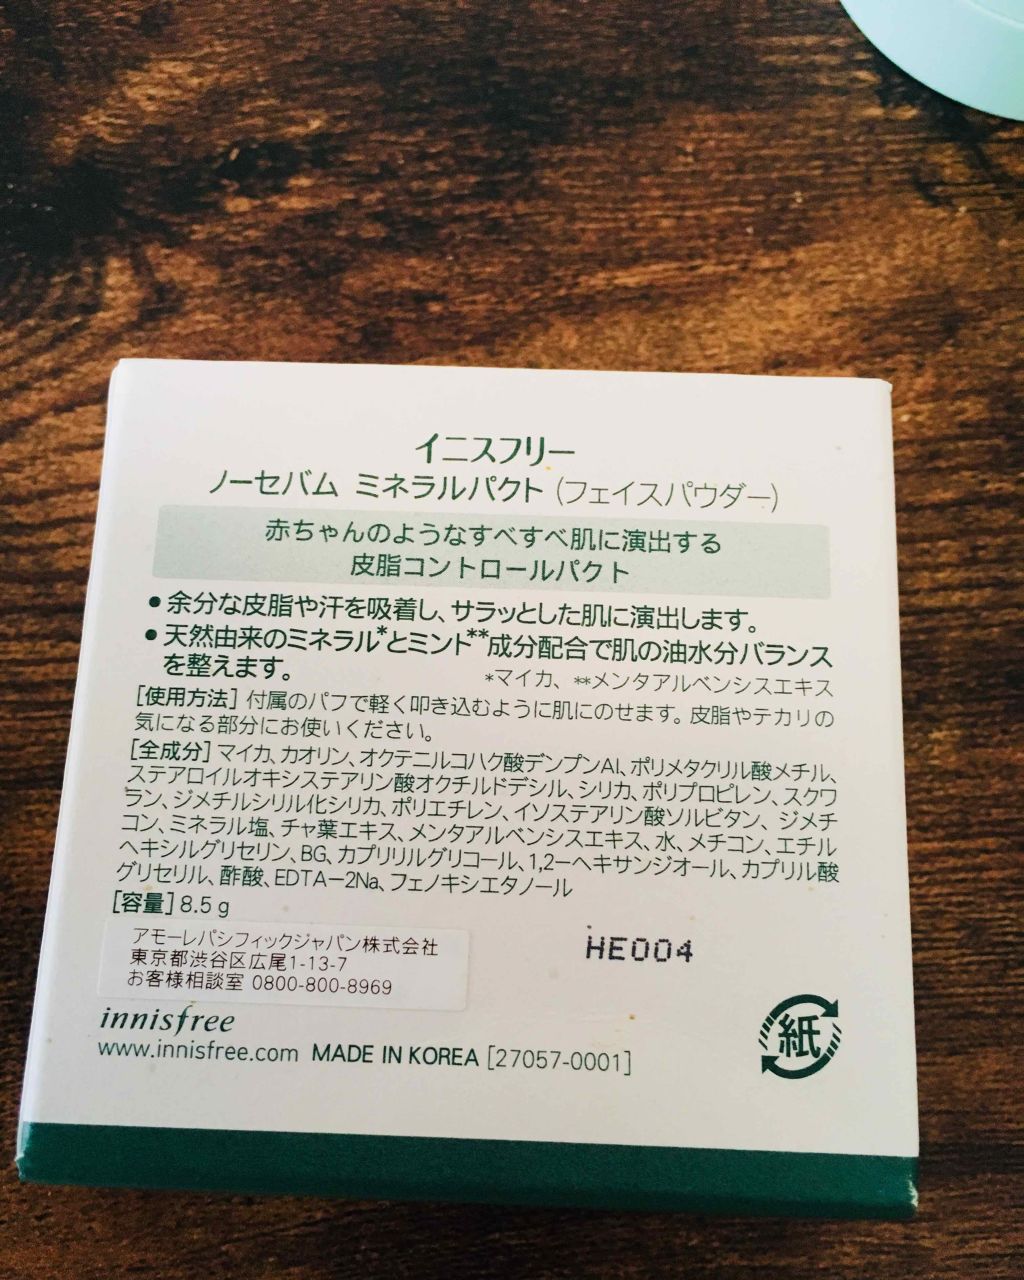 イニスフリー
ノーセバム ミネラルパクト (フェイスパウダー)
赤ちゃんのようなすべすべ肌に演出する
皮脂コントロールパクト
• 余分な皮脂や汗を吸着し、サラッとした肌に演出します。
• 天然由来のミネラル*とミント**成分配合で肌の油水分バランス
を整えます。
*マイカ、**メンタアルベンシスエキス
[使用方法] 付属のパフで軽く叩き込むように肌にのせます。皮脂やテカリの
気になる部分にお使いください。
[全成分] マイカ、カオリン、オクテニルコハク酸デンプンAl、ポリメタクリル酸メチル、
ステアロイルオキシステアリン酸オクチルドデシル、シリカ、ポリプロピレン、スクワ
ラン、ジメチルシリル化シリカ、ポリエチレン、イソステアリン酸ソルビタン、ジメチ
コン、ミネラル塩、チャ葉エキス、メンタアルベンシスエキス、水、メチコン、エチル
ヘキシルグリセリン、BG、カプリリルグリコール、1,2-ヘキサンジオール、カプリル酸
グリセリル、酢酸、EDTA-2Na、フェノキシエタノール
[容量] 8.5 g
アモーレパシフィックジャパン株式会社
東京都渋谷区広尾1-13-7
お客様相談室 0800-800-8969
HE004
innisfree
www.innisfree.com MADE IN KOREA [27057-0001]
紙